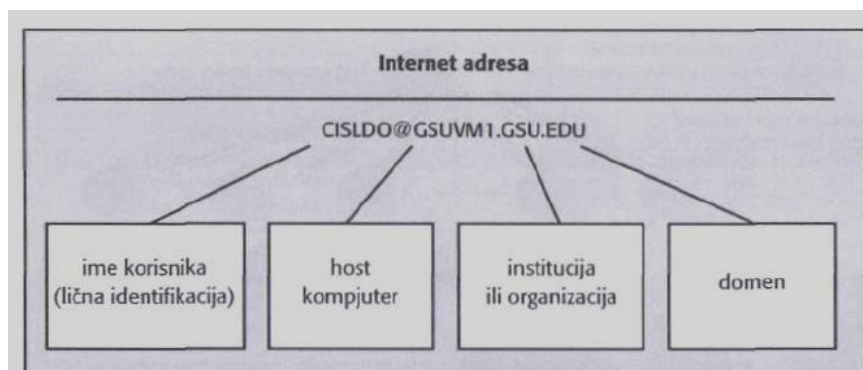 Internet adresa
CISLDO@GSUVM1.GSU.EDU
ime korisnika
(lična identifikacija)
host
kompjuter
institucija
ili organizacija
domen